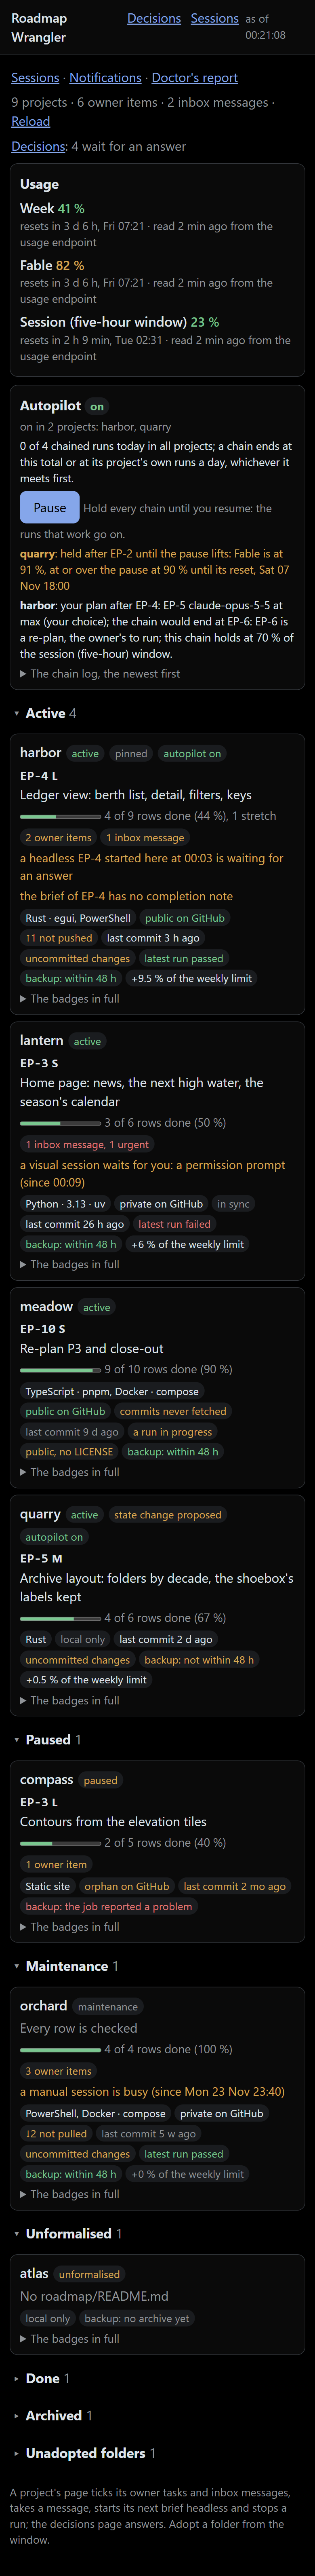 Roadmap Wrangler
Decisions Sessions as of 00:21:08
Sessions · Notifications · Doctor's report
9 projects · 6 owner items · 2 inbox messages ·
Reload
Decisions: 4 wait for an answer
Usage
Week 41 %
resets in 3 d 6 h, Fri 07:21 · read 2 min ago from the
usage endpoint
Fable 82 %
resets in 3 d 6 h, Fri 07:21 · read 2 min ago from the
usage endpoint
Session (five-hour window) 23 %
resets in 2 h 9 min, Tue 02:31 · read 2 min ago from the
usage endpoint
Autopilot on
on in 2 projects: harbor, quarry
0 of 4 chained runs today in all projects; a chain ends at
this total or at its project's own runs a day, whichever it
meets first.
Pause Hold every chain until you resume: the
runs that work go on.
quarry: held after EP-2 until the pause lifts: Fable is at
91 %, at or over the pause at 90 % until its reset, Sat 07
Nov 18:00
harbor: your plan after EP-4: EP-5 claude-opus-5-5 at
max (your choice); the chain would end at EP-6: EP-6 is
a re-plan, the owner's to run; this chain holds at 70 % of
the session (five-hour) window.
▶ The chain log, the newest first
▾ Active 4
harbor active pinned autopilot on
EP-4 L
Ledger view: berth list, detail, filters, keys
4 of 9 rows done (44 %), 1 stretch
2 owner items 1 inbox message
a headless EP-4 started here at 00:03 is waiting for
an answer
the brief of EP-4 has no completion note
Rust · egui, PowerShell public on GitHub
↑1 not pushed last commit 3 h ago
uncommitted changes latest run passed
backup: within 48 h +9.5 % of the weekly limit
▶ The badges in full
lantern active
EP-3 S
Home page: news, the next high water, the
season's calendar
3 of 6 rows done (50 %)
1 inbox message, 1 urgent
a visual session waits for you: a permission prompt
(since 00:09)
Python · 3.13 · uv private on GitHub in sync
last commit 26 h ago latest run failed
backup: within 48 h +6 % of the weekly limit
▶ The badges in full
meadow active
EP-10 S
Re-plan P3 and close-out
9 of 10 rows done (90 %)
TypeScript · pnpm, Docker · compose
public on GitHub commits never fetched
last commit 9 d ago a run in progress
public, no LICENSE backup: within 48 h
▶ The badges in full
quarry active state change proposed
autopilot on
EP-5 M
Archive layout: folders by decade, the shoebox's
labels kept
4 of 6 rows done (67 %)
Rust local only last commit 2 d ago
uncommitted changes backup: not within 48 h
+0.5 % of the weekly limit
▶ The badges in full
▾ Paused 1
compass paused
EP-3 L
Contours from the elevation tiles
2 of 5 rows done (40 %)
1 owner item
Static site orphan on GitHub last commit 2 mo ago
backup: the job reported a problem
▶ The badges in full
▾ Maintenance 1
orchard maintenance
Every row is checked
4 of 4 rows done (100 %)
3 owner items
a manual session is busy (since Mon 23 Nov 23:40)
PowerShell, Docker · compose private on GitHub
↓2 not pulled last commit 5 w ago
uncommitted changes latest run passed
backup: within 48 h +0 % of the weekly limit
▶ The badges in full
▾ Unformalised 1
atlas unformalised
No roadmap/README.md
local only backup: no archive yet
▶ The badges in full
▸ Done 1
▸ Archived 1
▸ Unadopted folders 1
A project's page ticks its owner tasks and inbox messages,
takes a message, starts its next brief headless and stops a
run; the decisions page answers. Adopt a folder from the
window.